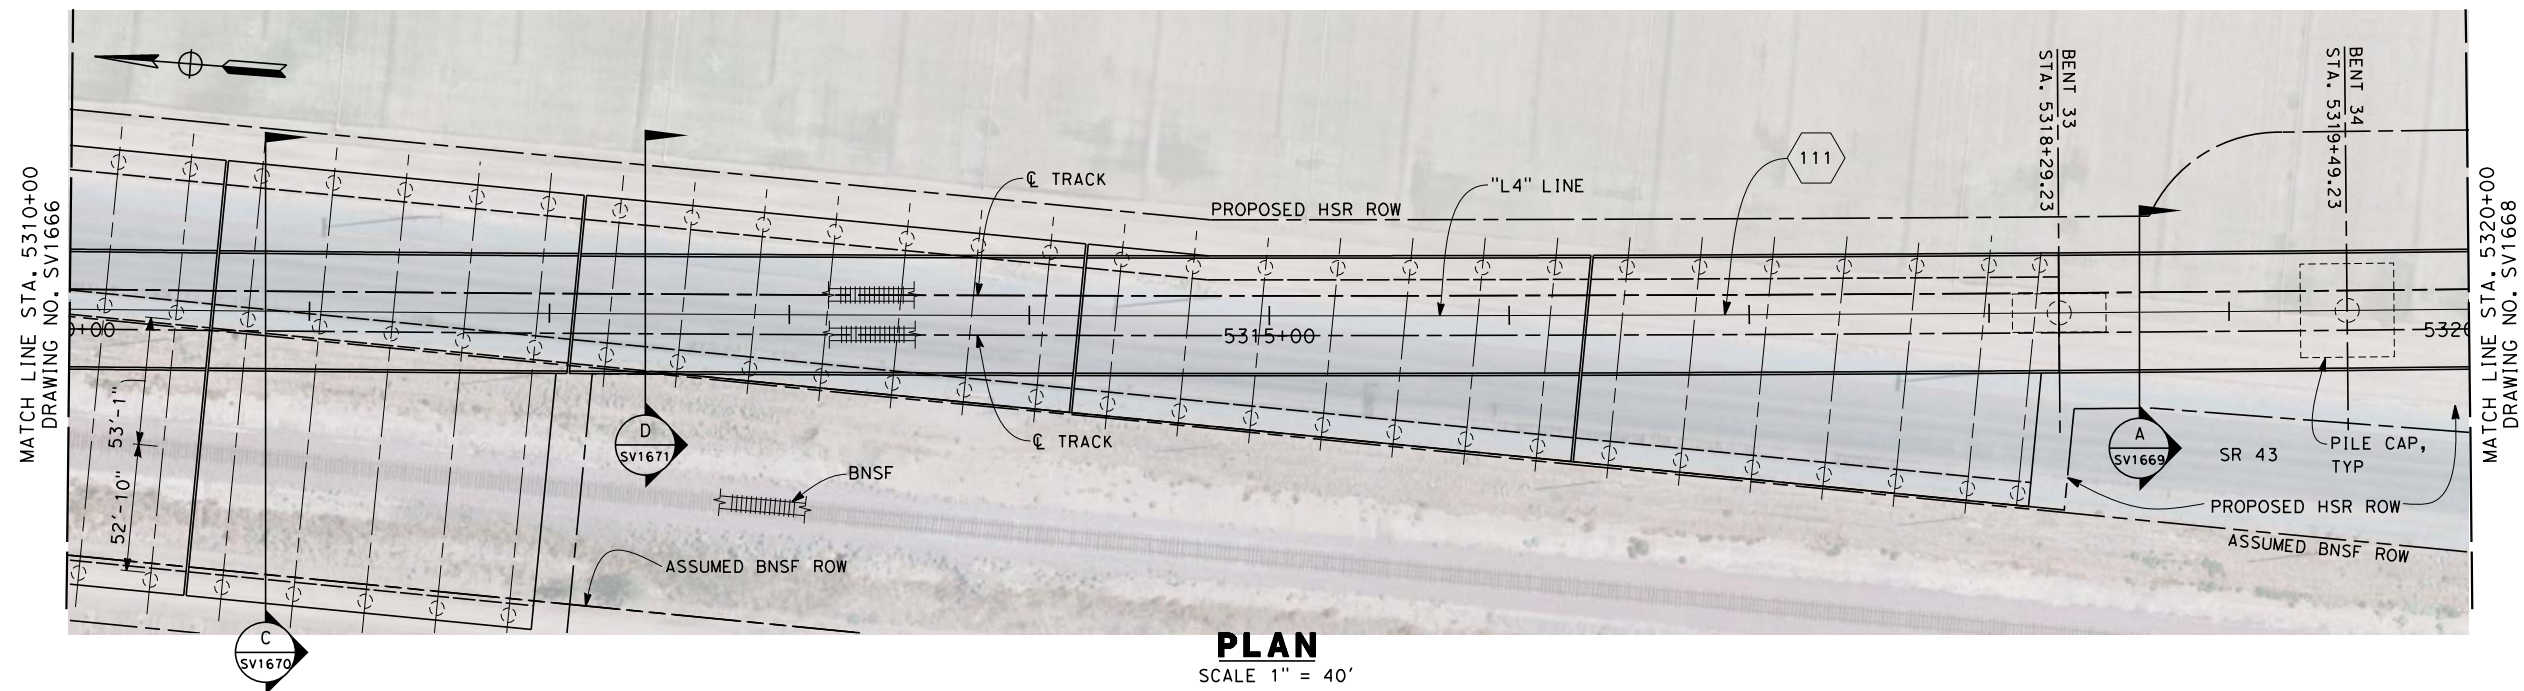 MATCH LINE STA. 5310+00
DRAWING NO. SV1666
BENT 33
STA. 5318+29.23
BENT 34
STA. 5319+49.23
MATCH LINE STA. 5320+00
DRAWING NO. SV1668
℄ TRACK
"L4" LINE
111
PROPOSED HSR ROW
0+00
5315+00
5320
53'-1"
52'-10"
D
SV1671
℄ TRACK
BNSF
A
SV1669
SR 43
PILE CAP,
TYP
PROPOSED HSR ROW
ASSUMED BNSF ROW
ASSUMED BNSF ROW
C
SV1670
PLAN
SCALE 1" = 40'